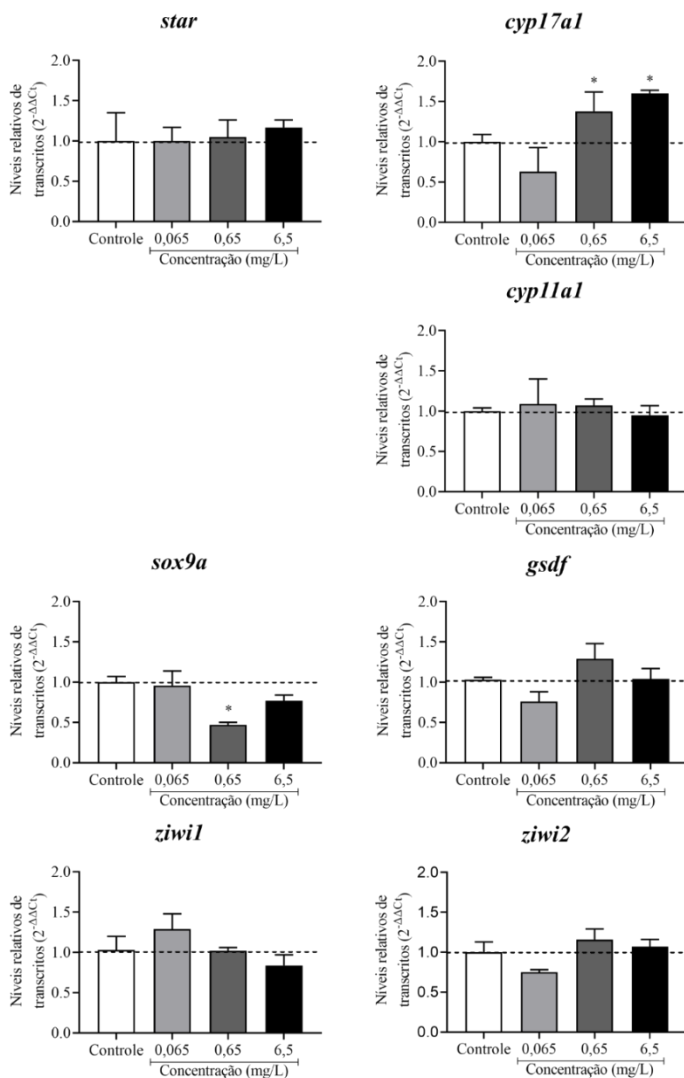 star
Níveis relativos de
transcritos (2^-ΔΔCt)
2.0
1.5
1.0
0.5
0.0
Controle 0,065 0,65 6,5
Concentração (mg/L)
cyp17a1
Níveis relativos de
transcritos (2^-ΔΔCt)
2.0
1.5
1.0
0.5
0.0
* *
Controle 0,065 0,65 6,5
Concentração (mg/L)
cyp11a1
Níveis relativos de
transcritos (2^-ΔΔCt)
2.0
1.5
1.0
0.5
0.0
Controle 0,065 0,65 6,5
Concentração (mg/L)
sox9a
Níveis relativos de
transcritos (2^-ΔΔCt)
2.0
1.5
1.0
0.5
0.0
*
Controle 0,065 0,65 6,5
Concentração (mg/L)
gsdf
Níveis relativos de
transcritos (2^-ΔΔCt)
2.0
1.5
1.0
0.5
0.0
Controle 0,065 0,65 6,5
Concentração (mg/L)
ziwi1
Níveis relativos de
transcritos (2^-ΔΔCt)
2.0
1.5
1.0
0.5
0.0
Controle 0,065 0,65 6,5
Concentração (mg/L)
ziwi2
Níveis relativos de
transcritos (2^-ΔΔCt)
2.0
1.5
1.0
0.5
0.0
Controle 0,065 0,65 6,5
Concentração (mg/L)